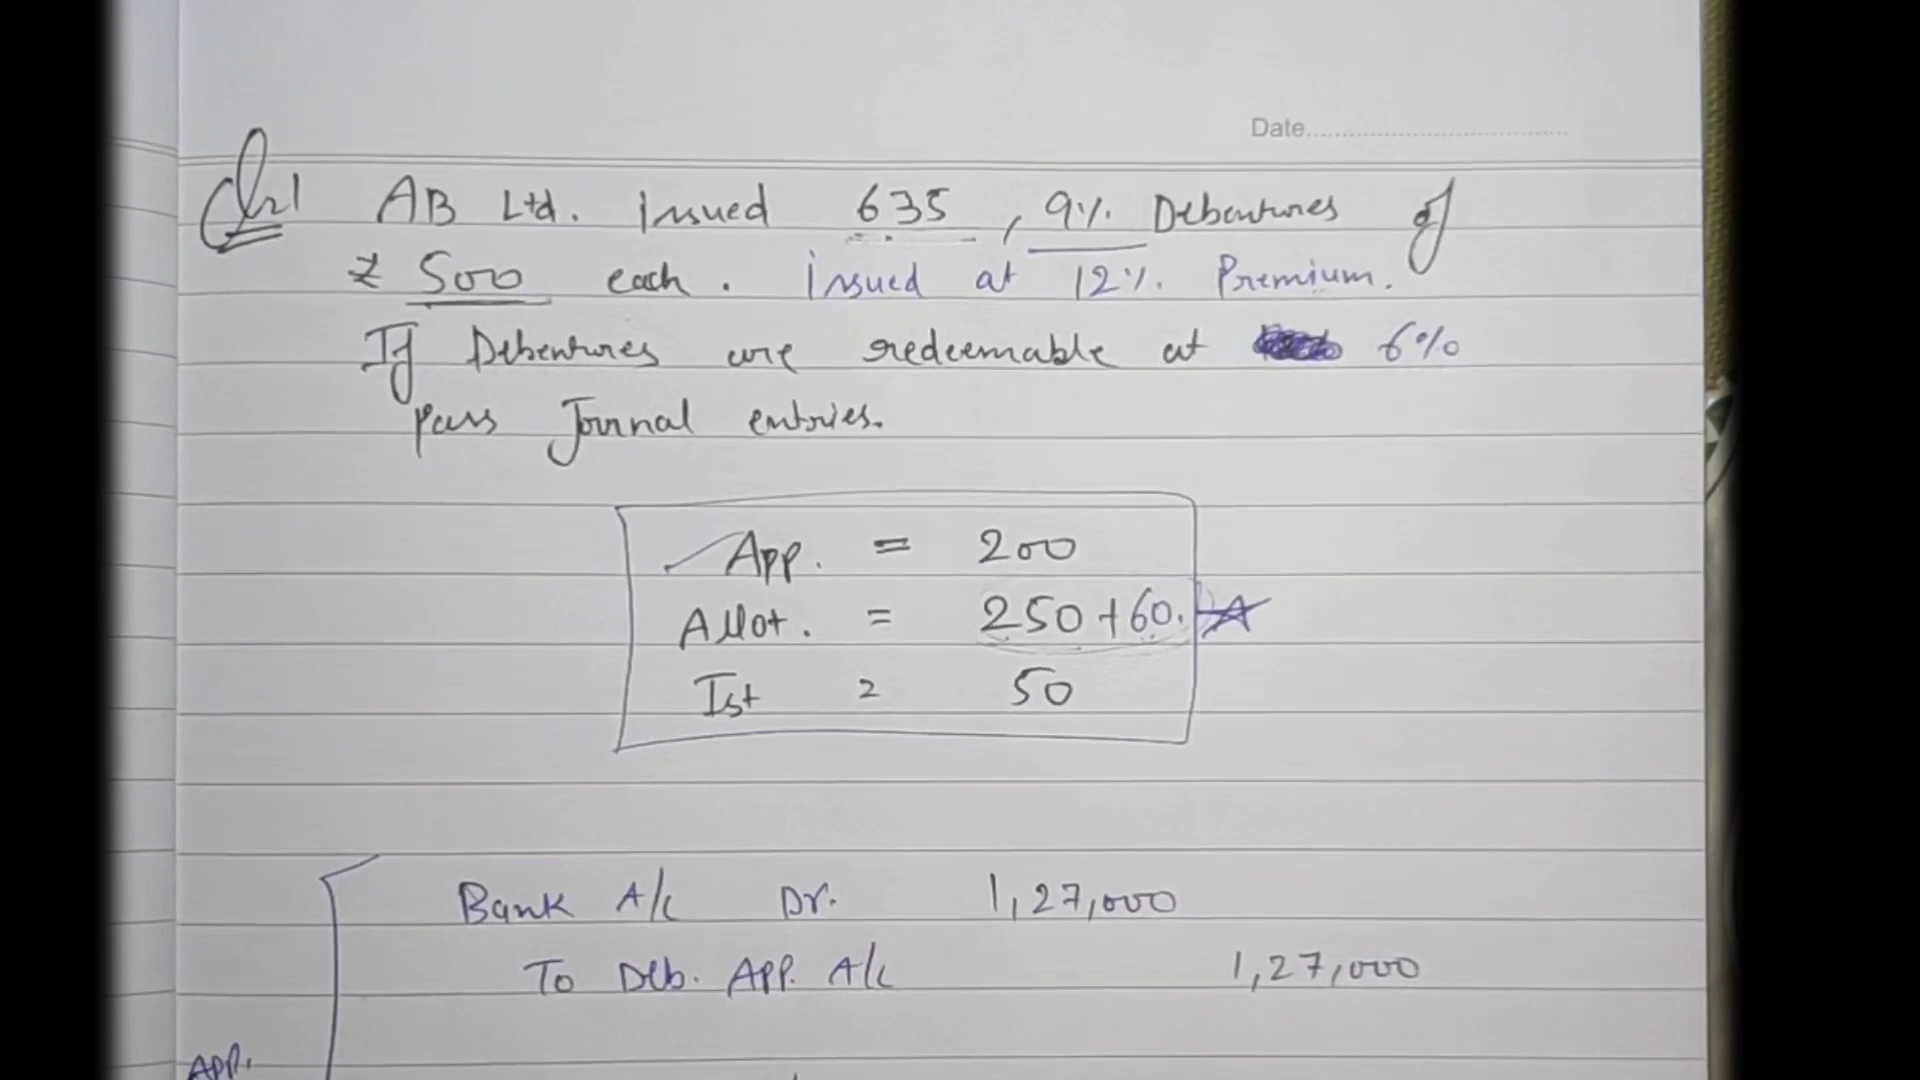 Date
Qn1 AB Ltd. issued 635, 9% Debentures of
₹ 500 each. issued at 12% Premium.
If Debentures are redeemable at 6%
pass Journal entries.
App. = 200
Allot. = 250+60.
Ist = 50
Bank A/c Dr. 1,27,000
To Deb. APP. A/c 1,27,000
APP.